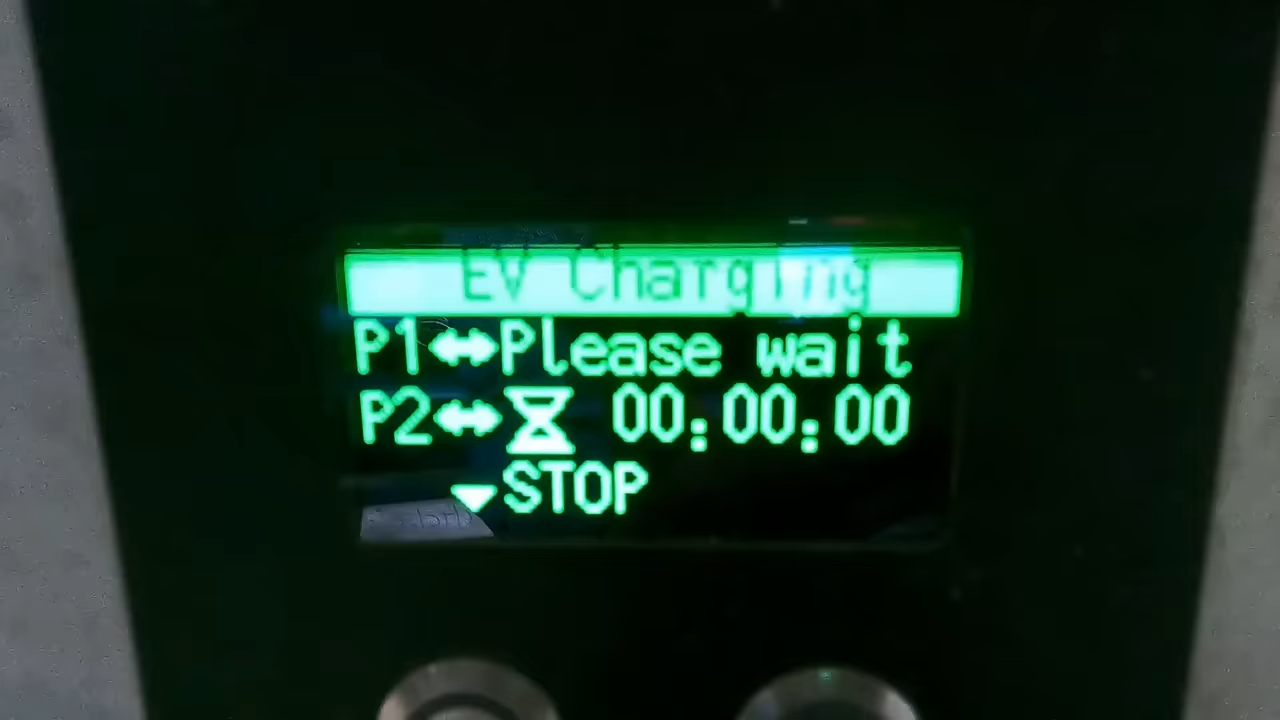 EV Charging
P1⬌Please wait
P2⬌⌛ 00:00:00
▼STOP